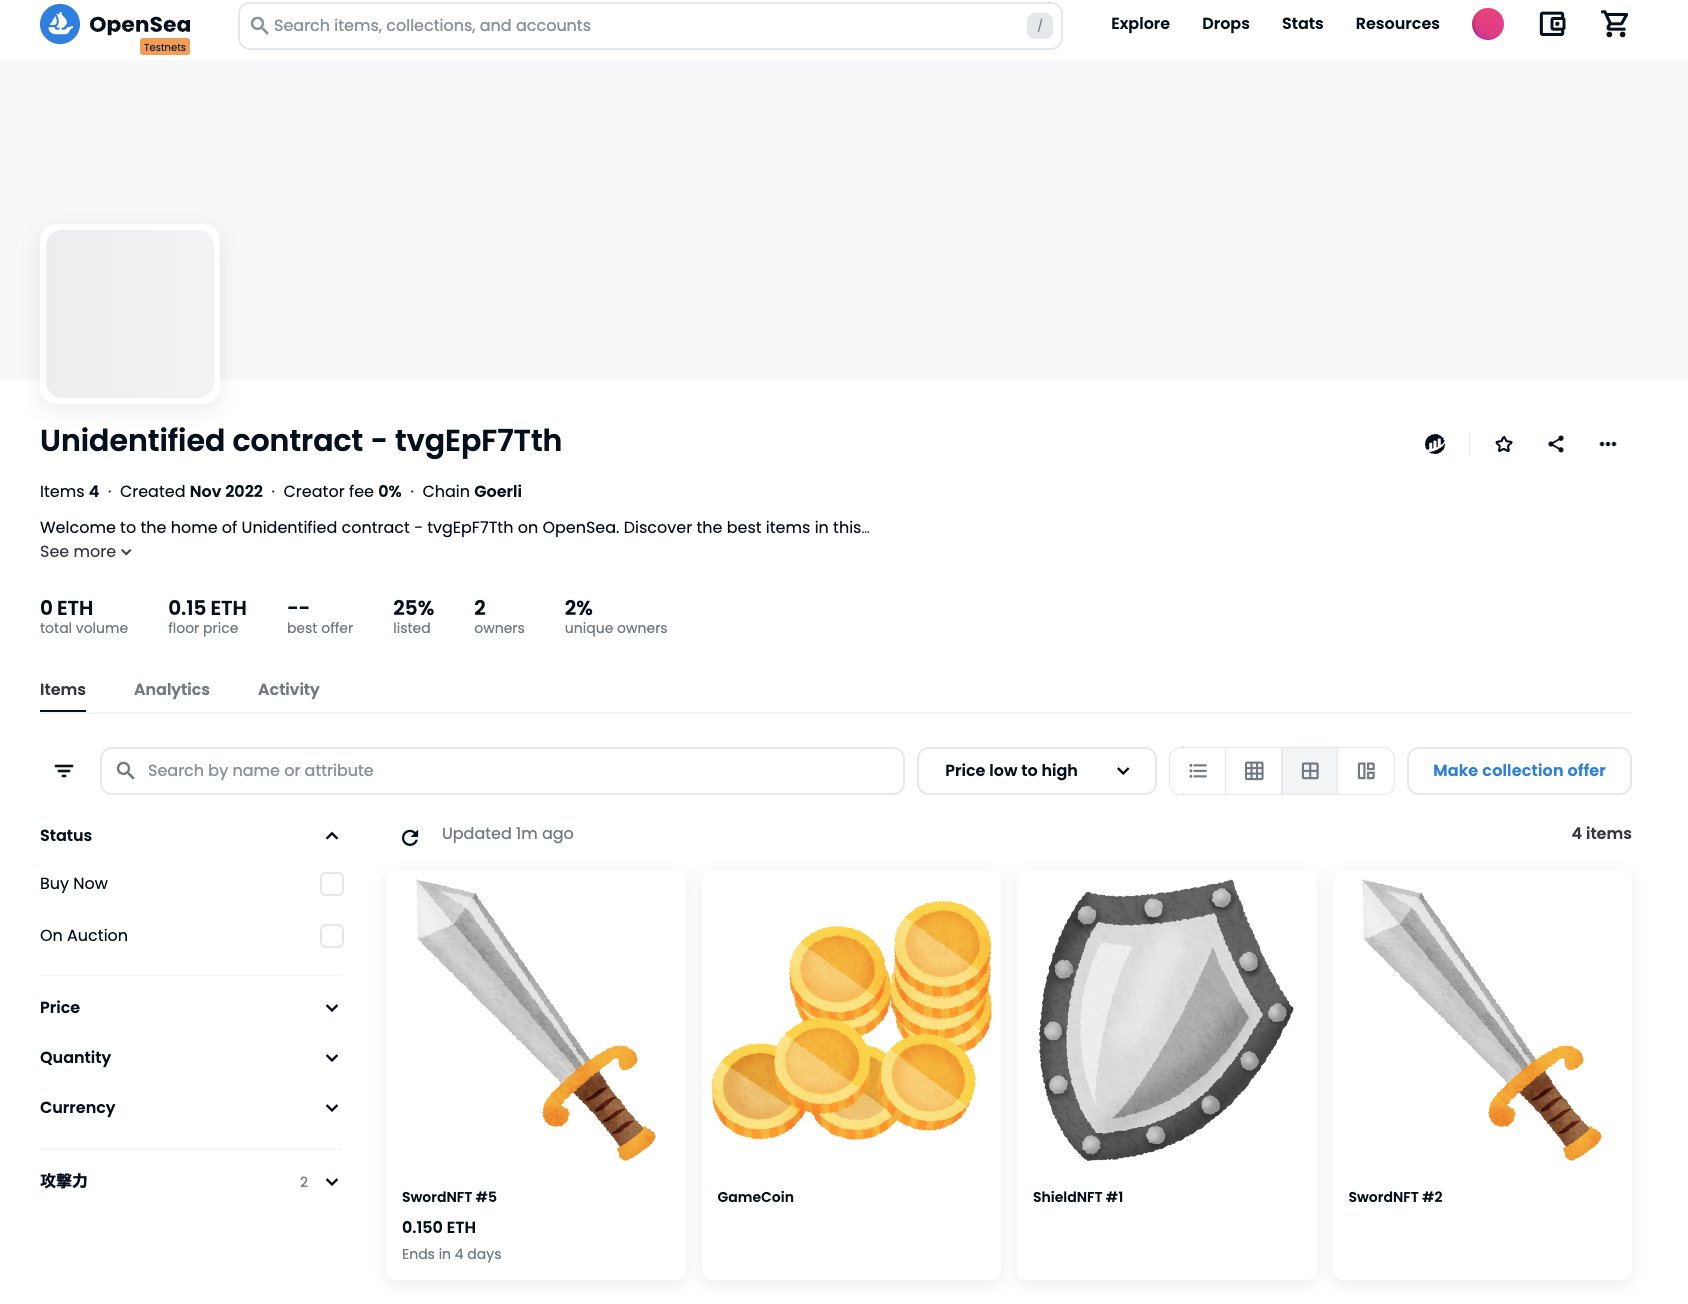 OpenSea
Testnets
Search items, collections, and accounts
/
Explore
Drops
Stats
Resources
Unidentified contract - tvgEpF7Tth
Items 4 · Created Nov 2022 · Creator fee 0% · Chain Goerli
Welcome to the home of Unidentified contract - tvgEpF7Tth on OpenSea. Discover the best items in this…
See more
0 ETH
total volume
0.15 ETH
floor price
--
best offer
25%
listed
2
owners
2%
unique owners
Items
Analytics
Activity
Search by name or attribute
Price low to high
Make collection offer
Status
Buy Now
On Auction
Price
Quantity
Currency
攻撃力
2
Updated 1m ago
4 items
SwordNFT #5
0.150 ETH
Ends in 4 days
GameCoin
ShieldNFT #1
SwordNFT #2